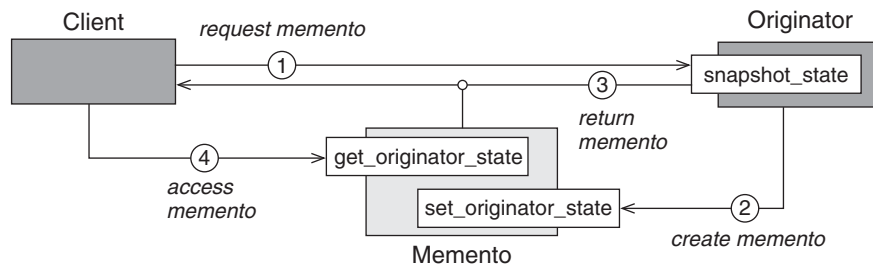 Client
Originator
request memento
1
snapshot_state
3
return
memento
4
get_originator_state
access
memento
set_originator_state
2
create memento
Memento